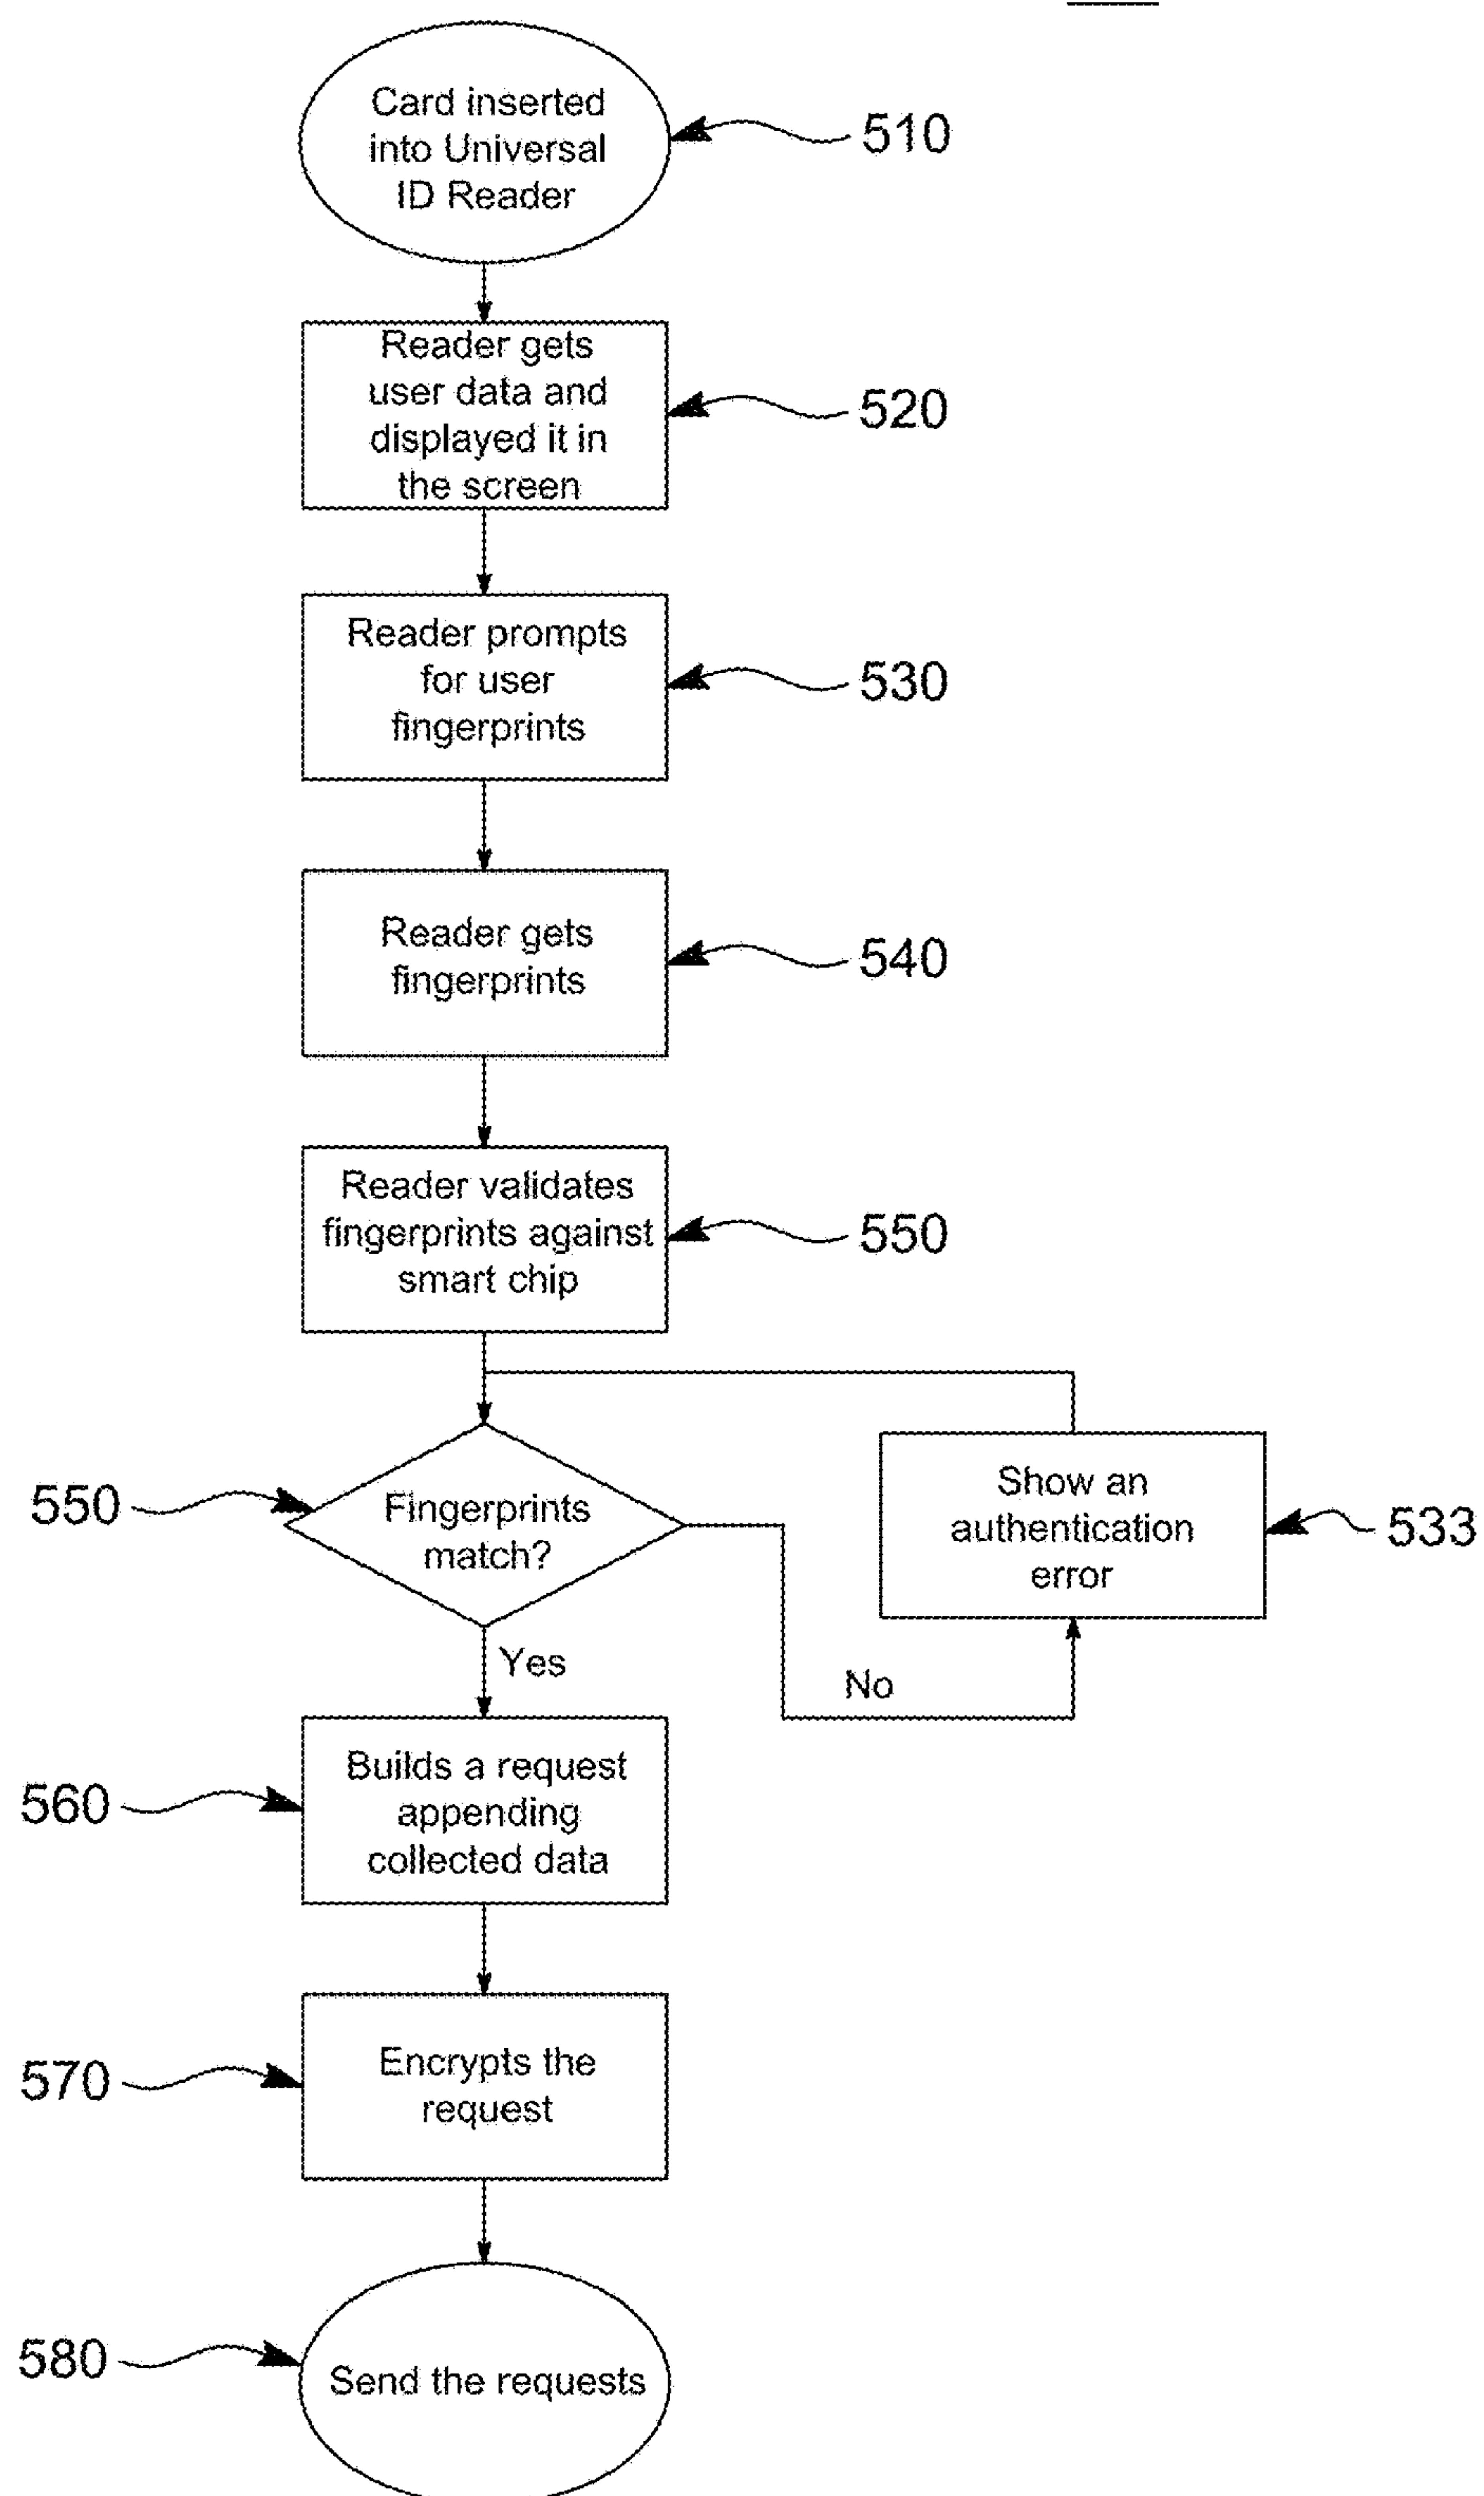 Card inserted
into Universal
ID Reader
510
Reader gets
user data and
displayed it in
the screen
520
Reader prompts
for user
fingerprints
530
Reader gets
fingerprints
540
Reader validates
fingerprints against
smart chip
550
550
Fingerprints
match?
Show an
authentication
error
533
Yes
No
560
Builds a request
appending
collected data
570
Encrypts the
request
580
Send the requests